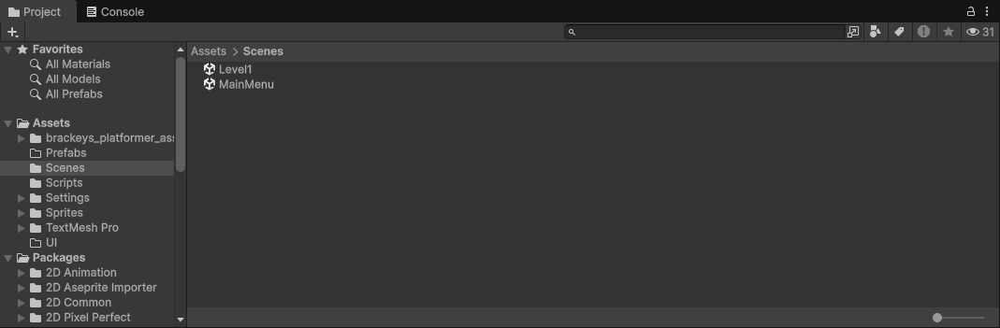 Project
Console
31
Favorites
All Materials
All Models
All Prefabs
Assets
brackeys_platformer_ass
Prefabs
Scenes
Scripts
Settings
Sprites
TextMesh Pro
UI
Packages
2D Animation
2D Aseprite Importer
2D Common
2D Pixel Perfect
Assets > Scenes
Level1
MainMenu